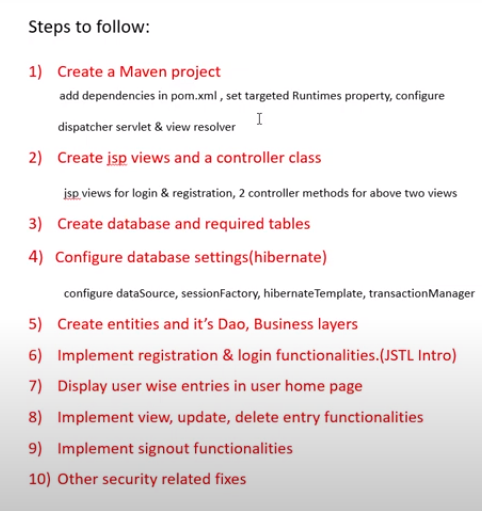 Steps to follow:
1) Create a Maven project
add dependencies in pom.xml , set targeted Runtimes property, configure
dispatcher servlet & view resolver
2) Create jsp views and a controller class
jsp views for login & registration, 2 controller methods for above two views
3) Create database and required tables
4) Configure database settings(hibernate)
configure dataSource, sessionFactory, hibernateTemplate, transactionManager
5) Create entities and it's Dao, Business layers
6) Implement registration & login functionalities.(JSTL Intro)
7) Display user wise entries in user home page
8) Implement view, update, delete entry functionalities
9) Implement signout functionalities
10) Other security related fixes